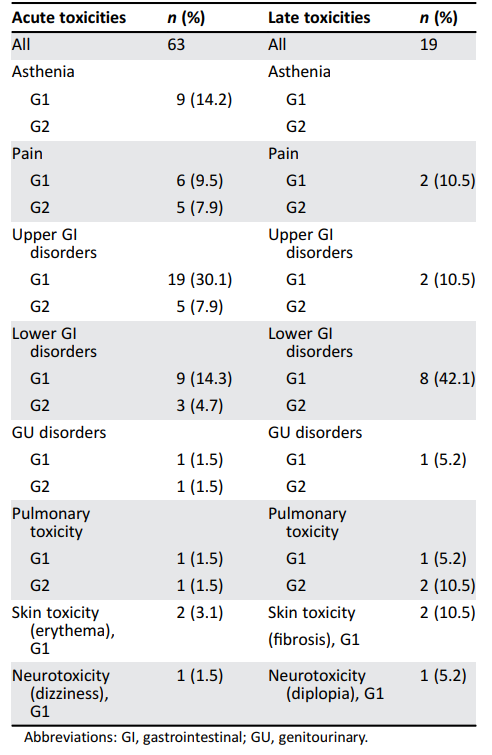 Acute toxicities n (%) Late toxicities n (%)
All 63 All 19
Asthenia Asthenia
G1 9 (14.2) G1
G2 G2
Pain Pain
G1 6 (9.5) G1 2 (10.5)
G2 5 (7.9) G2
Upper GI Upper GI
disorders disorders
G1 19 (30.1) G1 2 (10.5)
G2 5 (7.9) G2
Lower GI Lower GI
disorders disorders
G1 9 (14.3) G1 8 (42.1)
G2 3 (4.7) G2
GU disorders GU disorders
G1 1 (1.5) G1 1 (5.2)
G2 1 (1.5) G2
Pulmonary Pulmonary
toxicity toxicity
G1 1 (1.5) G1 1 (5.2)
G2 1 (1.5) G2 2 (10.5)
Skin toxicity 2 (3.1) Skin toxicity 2 (10.5)
(erythema), (fibrosis), G1
G1
Neurotoxicity 1 (1.5) Neurotoxicity 1 (5.2)
(dizziness), (diplopia), G1
G1
Abbreviations: GI, gastrointestinal; GU, genitourinary.